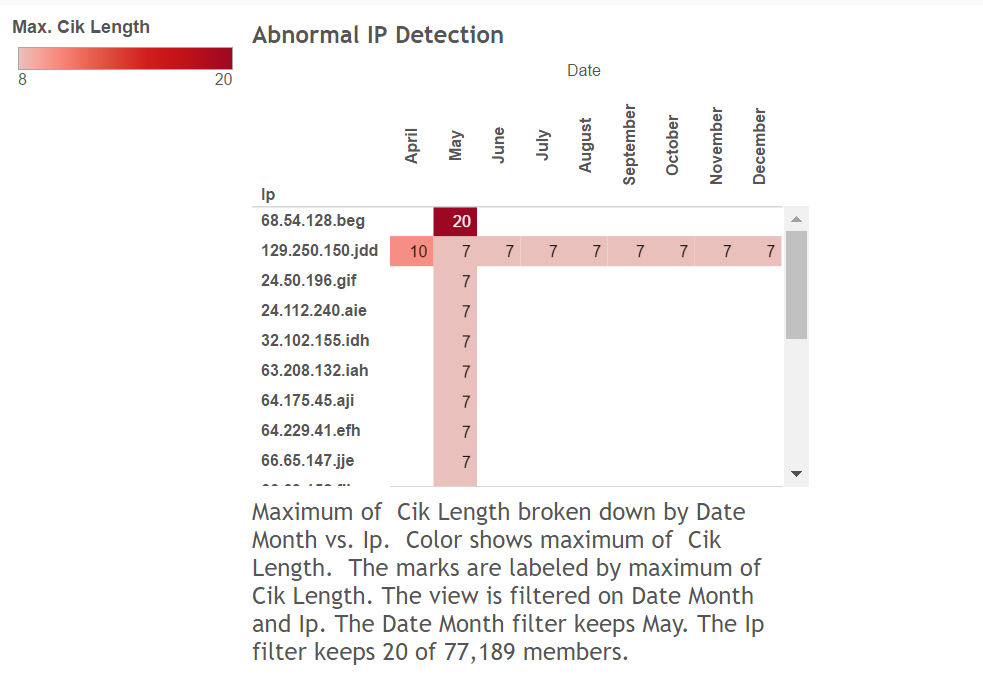 Max. Cik Length
8 20
Abnormal IP Detection
Date
April May June July August September October November December
Ip
68.54.128.beg 20
129.250.150.jdd 10 7 7 7 7 7 7 7 7
24.50.196.gif 7
24.112.240.aie 7
32.102.155.idh 7
63.208.132.iah 7
64.175.45.aji 7
64.229.41.efh 7
66.65.147.jje 7
Maximum of Cik Length broken down by Date
Month vs. Ip. Color shows maximum of Cik
Length. The marks are labeled by maximum of
Cik Length. The view is filtered on Date Month
and Ip. The Date Month filter keeps May. The Ip
filter keeps 20 of 77,189 members.